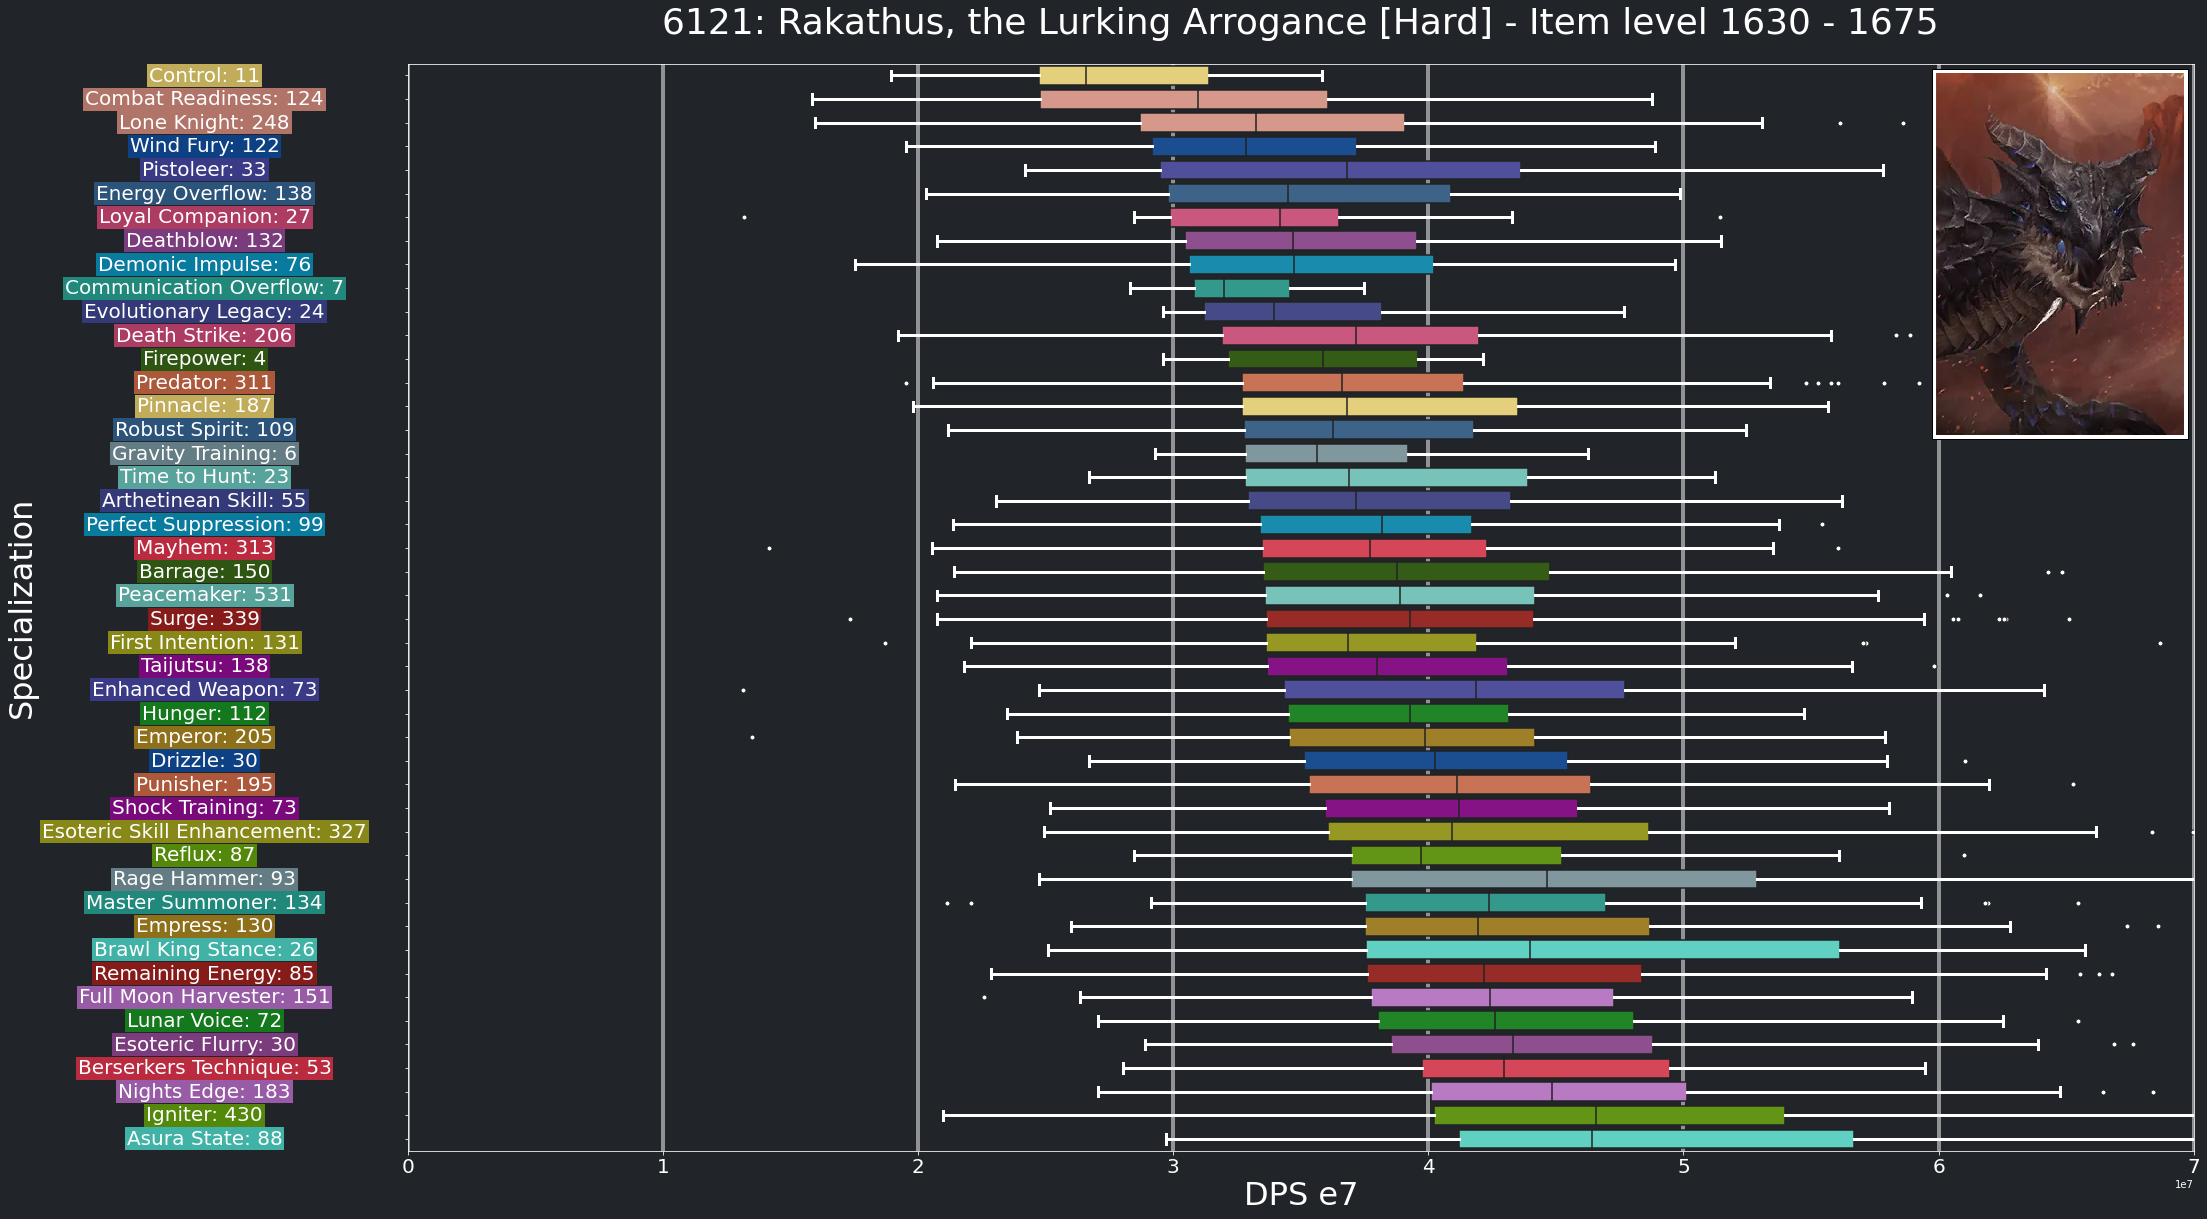 6121: Rakathus, the Lurking Arrogance [Hard] - Item level 1630 - 1675
Specialization
Control: 11
Combat Readiness: 124
Lone Knight: 248
Wind Fury: 122
Pistoleer: 33
Energy Overflow: 138
Loyal Companion: 27
Deathblow: 132
Demonic Impulse: 76
Communication Overflow: 7
Evolutionary Legacy: 24
Death Strike: 206
Firepower: 4
Predator: 311
Pinnacle: 187
Robust Spirit: 109
Gravity Training: 6
Time to Hunt: 23
Arthetinean Skill: 55
Perfect Suppression: 99
Mayhem: 313
Barrage: 150
Peacemaker: 531
Surge: 339
First Intention: 131
Taijutsu: 138
Enhanced Weapon: 73
Hunger: 112
Emperor: 205
Drizzle: 30
Punisher: 195
Shock Training: 73
Esoteric Skill Enhancement: 327
Reflux: 87
Rage Hammer: 93
Master Summoner: 134
Empress: 130
Brawl King Stance: 26
Remaining Energy: 85
Full Moon Harvester: 151
Lunar Voice: 72
Esoteric Flurry: 30
Berserkers Technique: 53
Nights Edge: 183
Igniter: 430
Asura State: 88
0 1 2 3 4 5 6 7
1e7
DPS e7